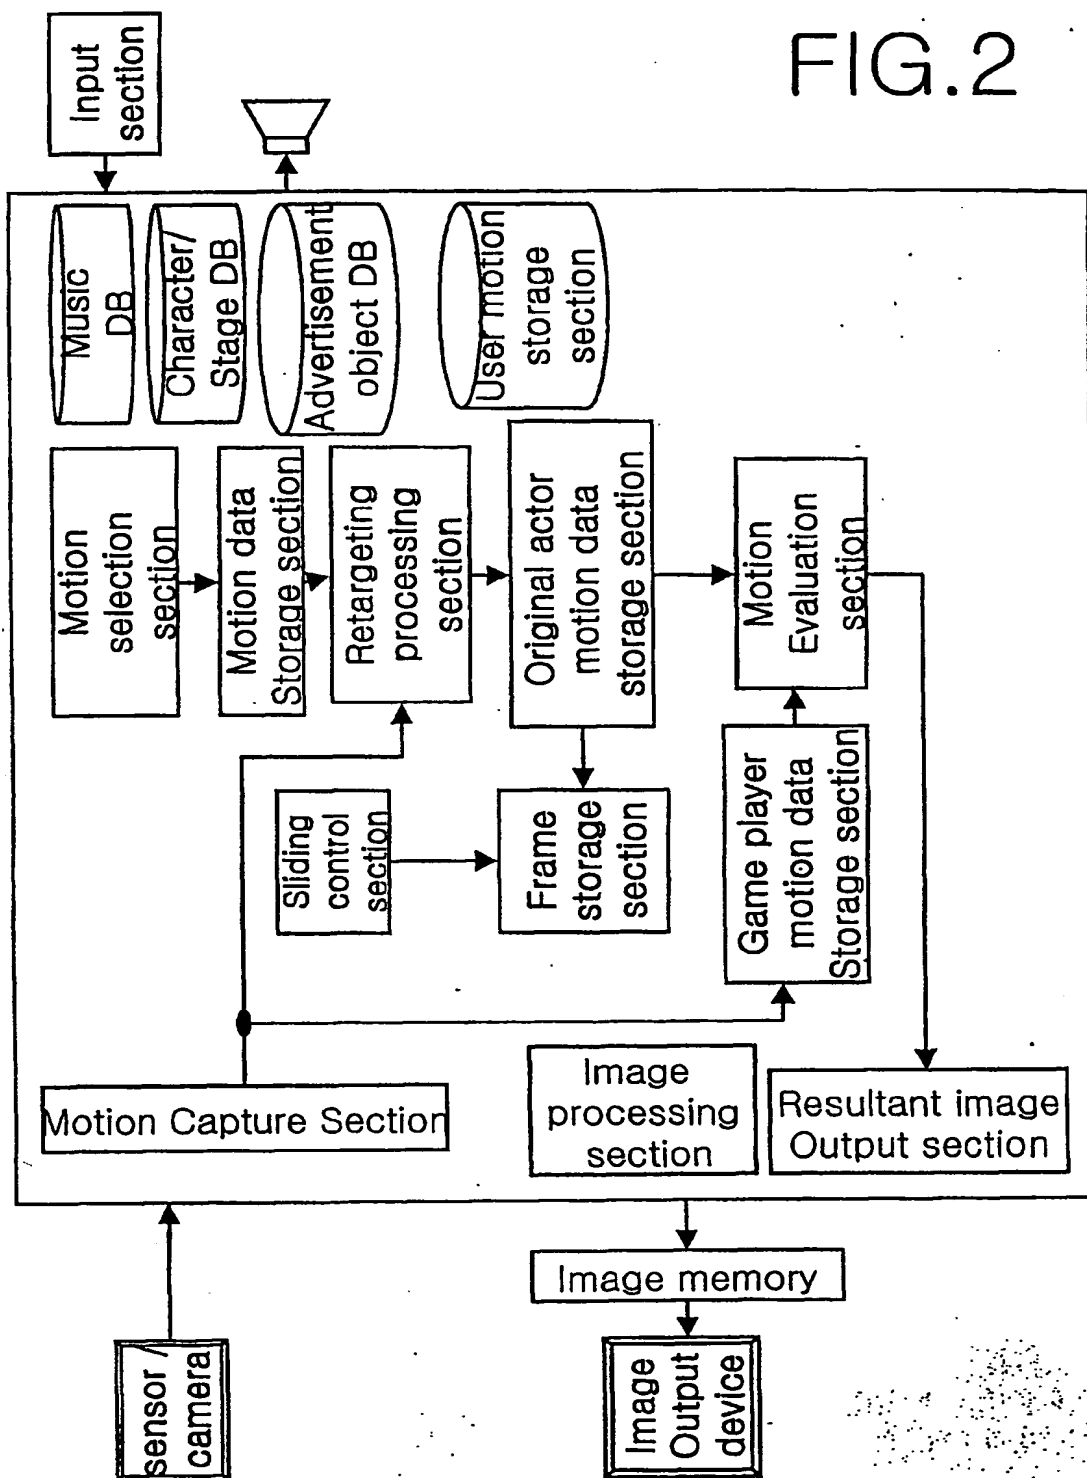 FIG.2
Input
section
Music
DB
Character/
Stage DB
Advertisement
object DB
User motion
storage
section
Motion
selection
section
Motion data
Storage section
Retargeting
processing
section
Original actor
motion data
storage section
Motion
Evaluation
section
Sliding
control
section
Frame
storage
section
Game player
motion data
Storage section
Motion Capture Section
Image
processing
section
Resultant image
Output section
Image memory
sensor /
camera
Image
Output
device